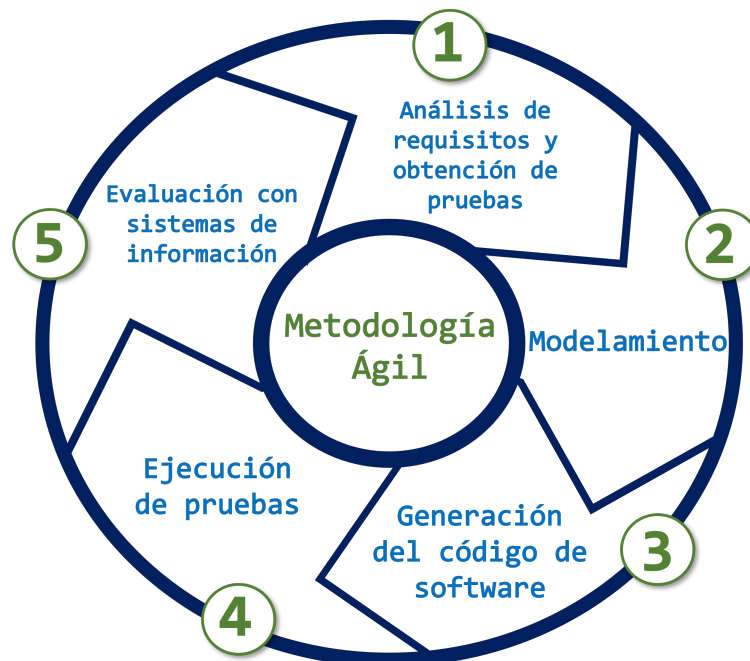 1
Análisis de
requisitos y
obtención de
pruebas
2
Modelamiento
3
Generación
del código de
software
4
Ejecución
de pruebas
5
Evaluación con
sistemas de
información
Metodología
Ágil